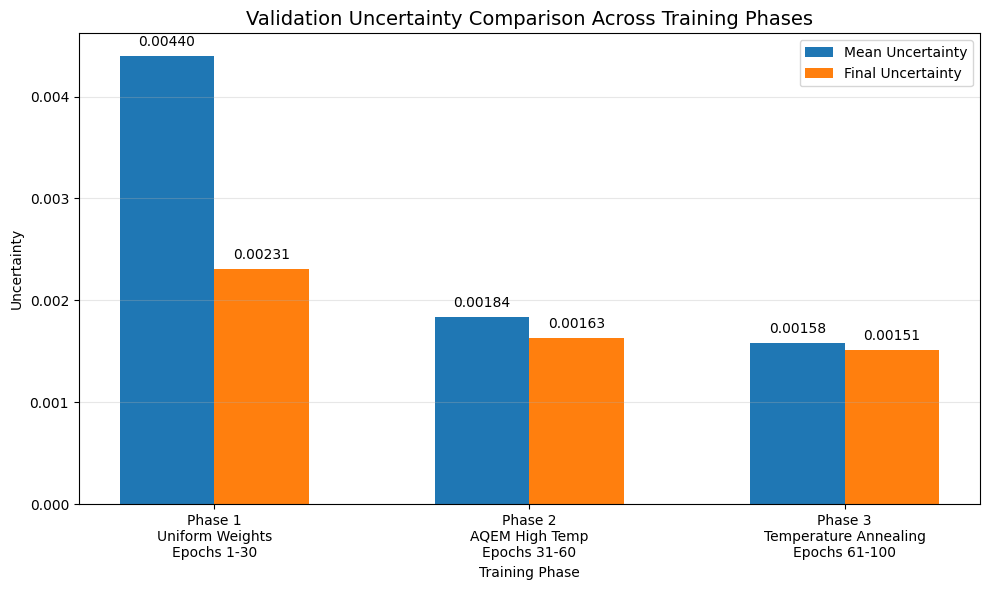 Validation Uncertainty Comparison Across Training Phases
Mean Uncertainty
Final Uncertainty
Uncertainty
0.004
0.003
0.002
0.001
0.000
0.00440
0.00231
0.00184
0.00163
0.00158
0.00151
Phase 1
Uniform Weights
Epochs 1-30
Phase 2
AQEM High Temp
Epochs 31-60
Phase 3
Temperature Annealing
Epochs 61-100
Training Phase